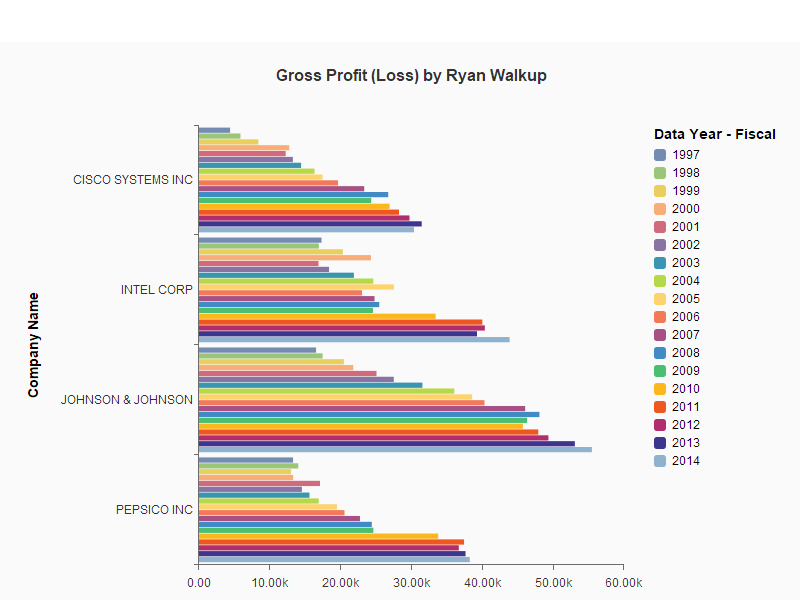 Gross Profit (Loss) by Ryan Walkup
Data Year - Fiscal
1997
1998
1999
2000
2001
2002
2003
2004
2005
2006
2007
2008
2009
2010
2011
2012
2013
2014
Company Name
CISCO SYSTEMS INC
INTEL CORP
JOHNSON & JOHNSON
PEPSICO INC
0.00 10.00k 20.00k 30.00k 40.00k 50.00k 60.00k